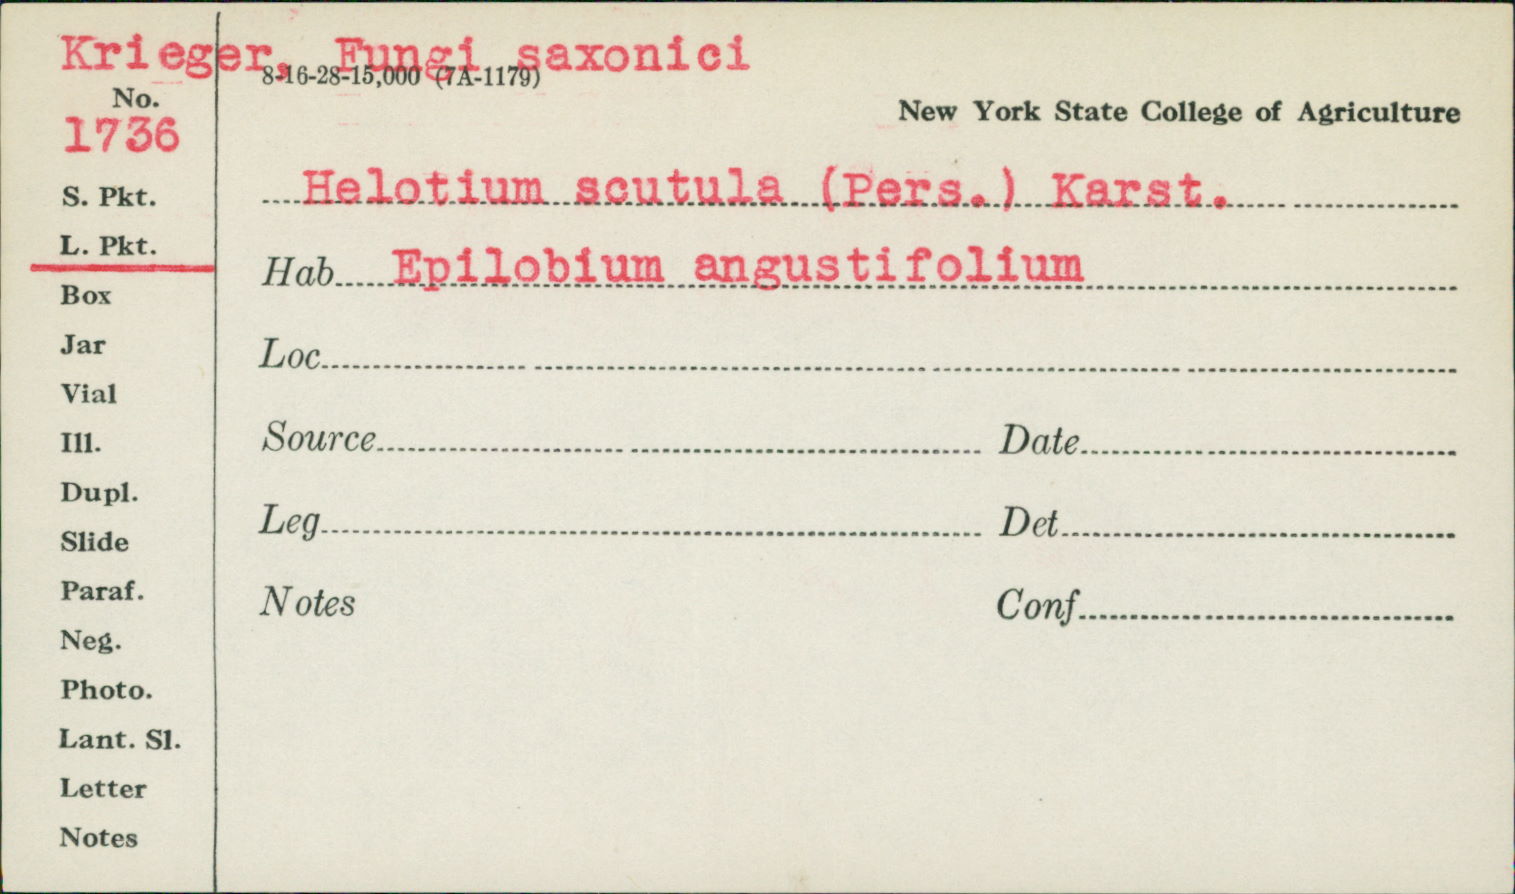 Krieger, Fungi saxonici
8-16-28-15,000 (7A-1179)
No.
1736
New York State College of Agriculture
S. Pkt.
Helotium scutula (Pers.) Karst.
L. Pkt.
Hab. Epilobium angustifolium
Box
Jar
Loc.
Vial
Ill.
Source
Date
Dupl.
Leg.
Det.
Slide
Paraf.
Notes
Conf.
Neg.
Photo.
Lant. Sl.
Letter
Notes